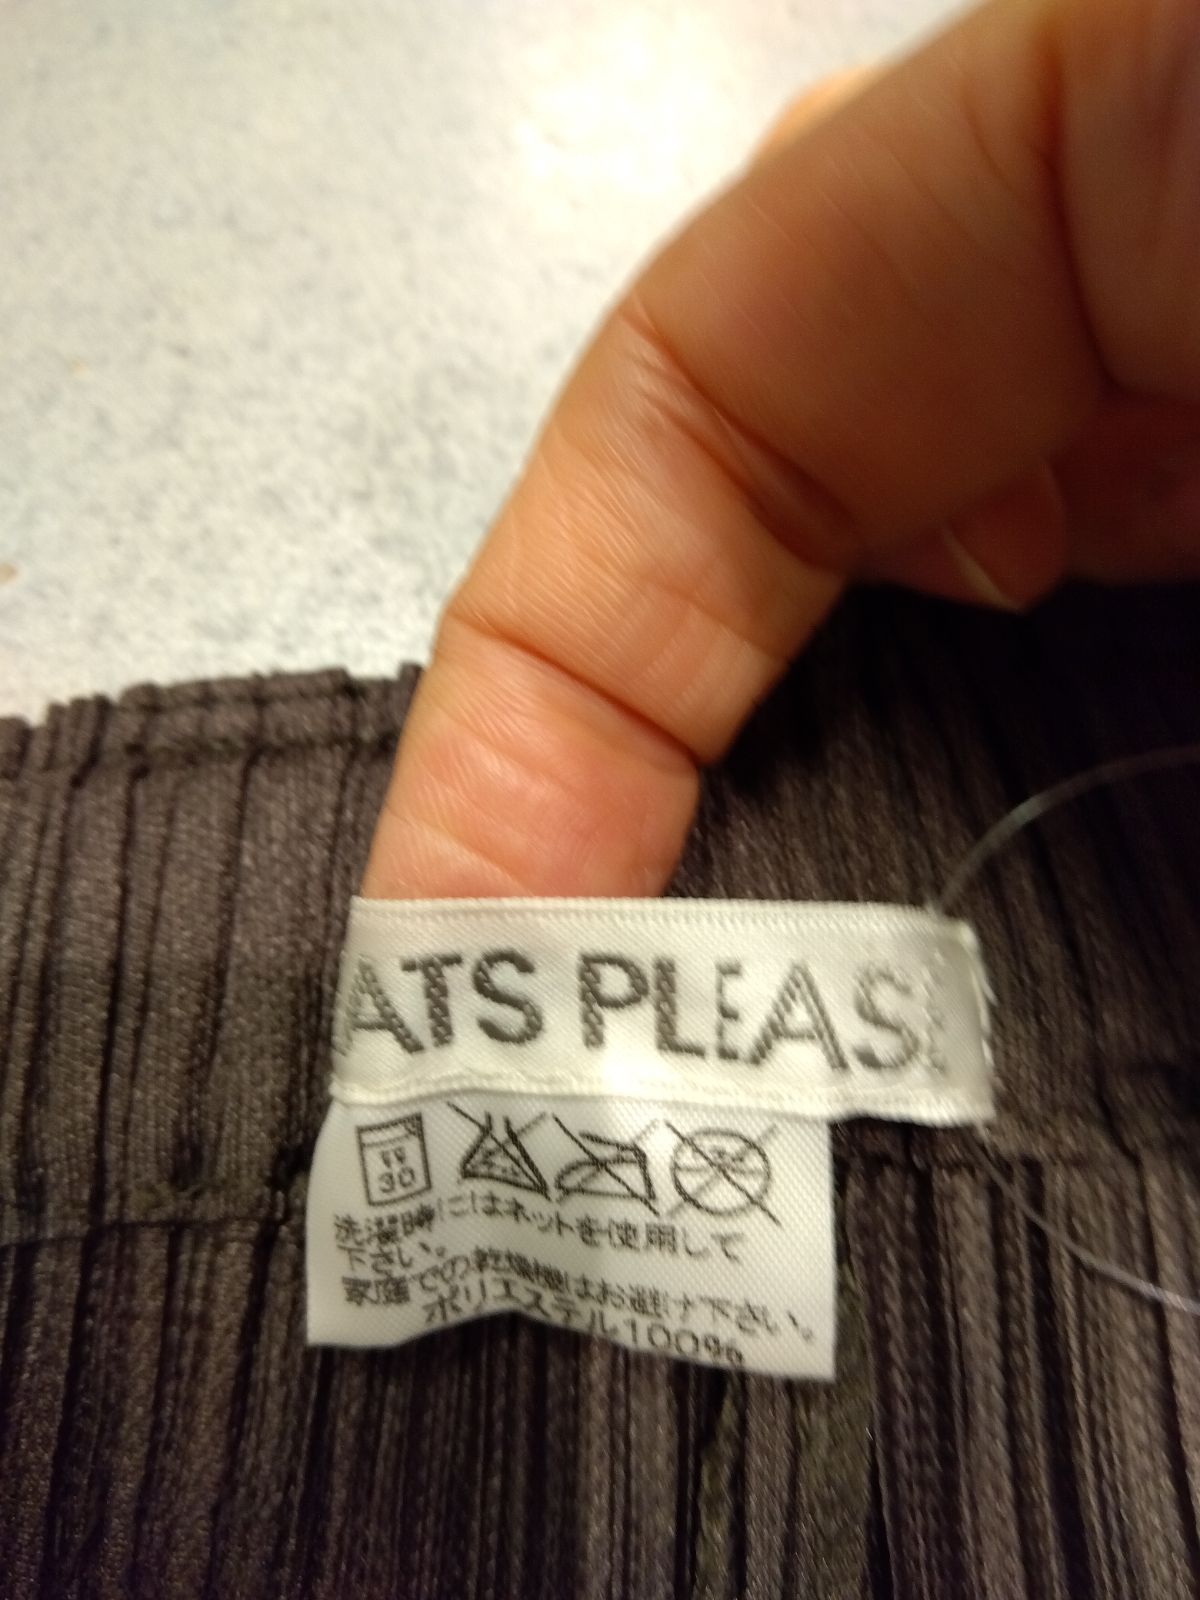 ATS PLEAS
弱
30
洗濯時にはネットを使用して
下さい。
家庭での乾燥機はお避け下さい。
ポリエステル100%